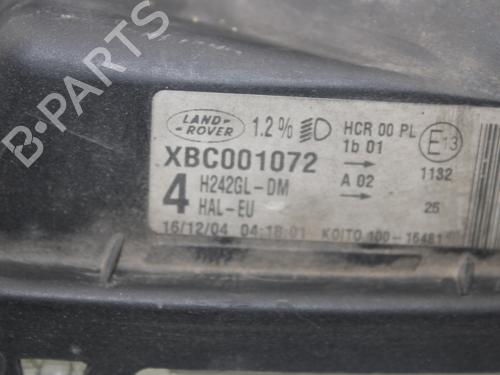 LAND-
-ROVER
1.2% HCR 00 PL
1b 01 → E13
XBC001072
1132
4 H242GL-DM A 02 →
HAL-EU 25
16/12/04 04:18:01 KOITO 100-16481
B-PARTS